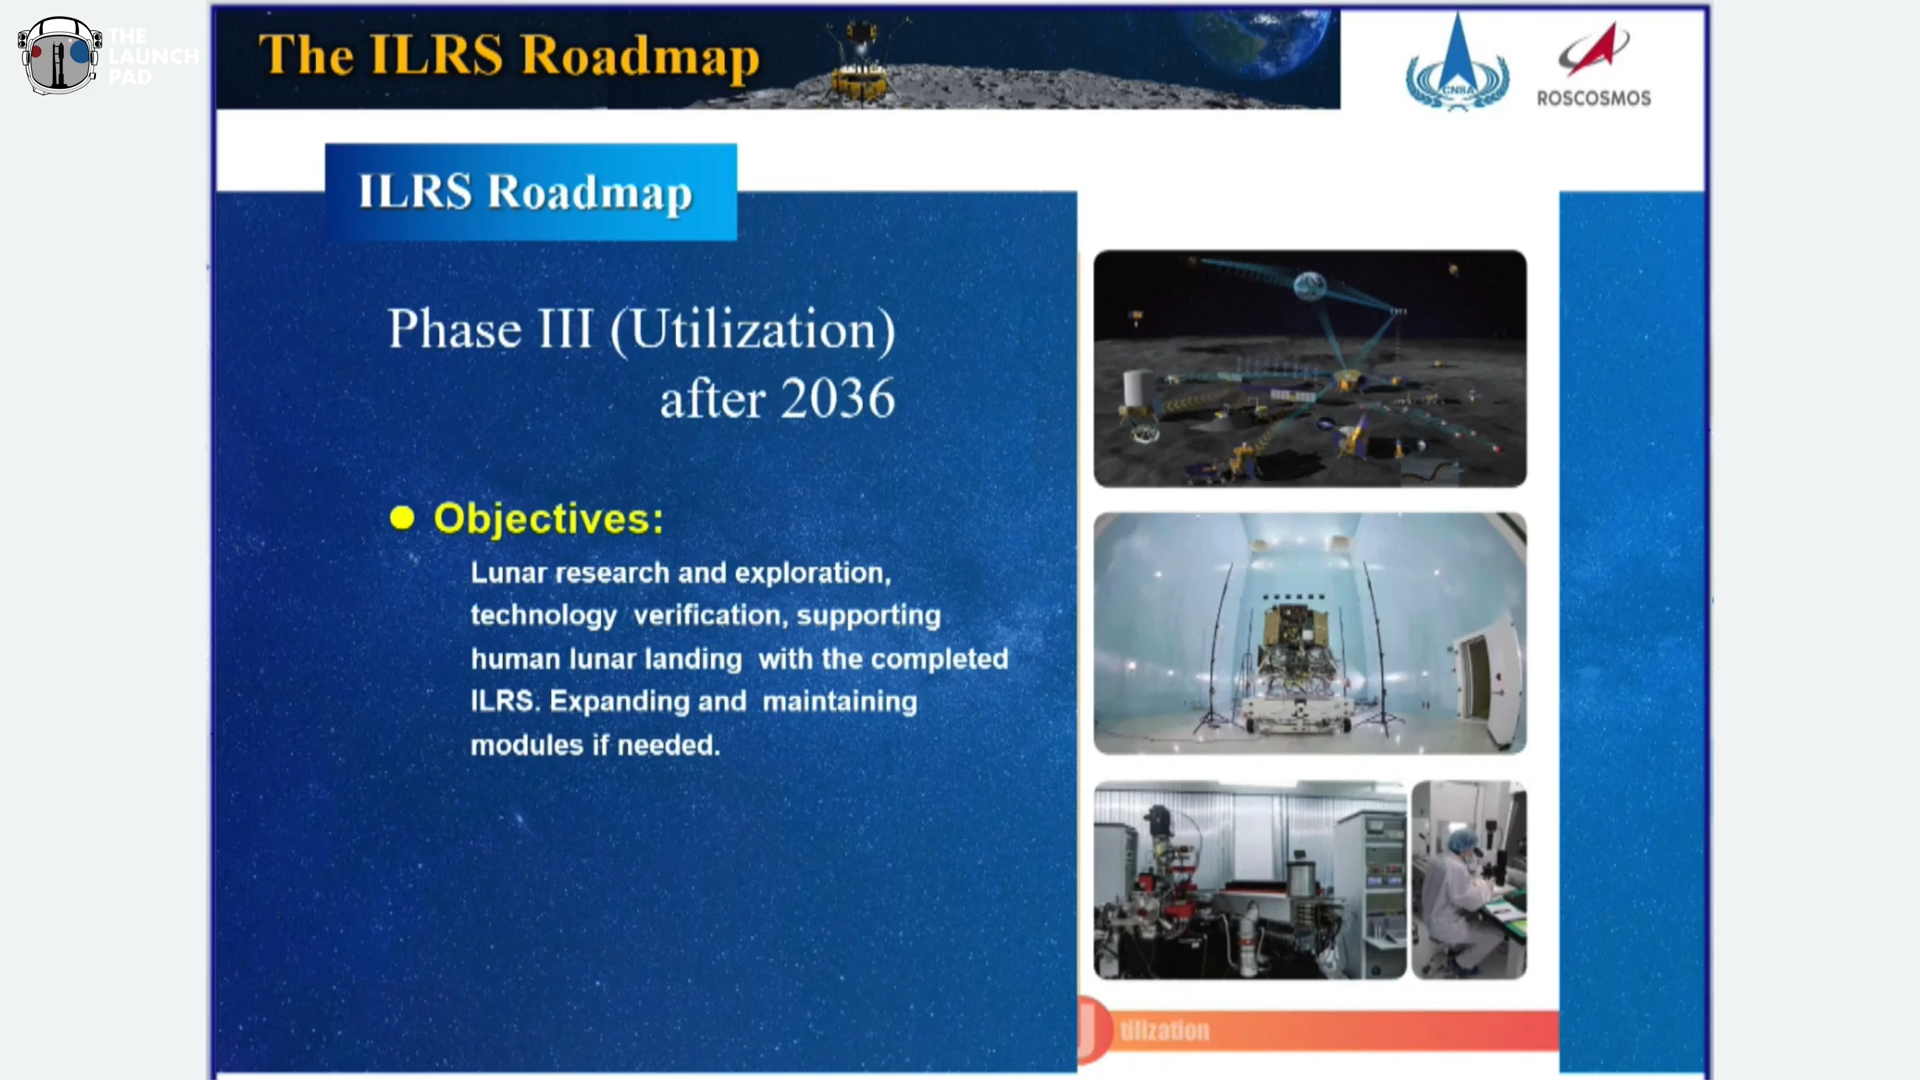 THE
LAUNCH
PAD
The ILRS Roadmap
CNSA
ROSCOSMOS
ILRS Roadmap
Phase III (Utilization)
after 2036
Objectives:
Lunar research and exploration,
technology verification, supporting
human lunar landing with the completed
ILRS. Expanding and maintaining
modules if needed.
Utilization